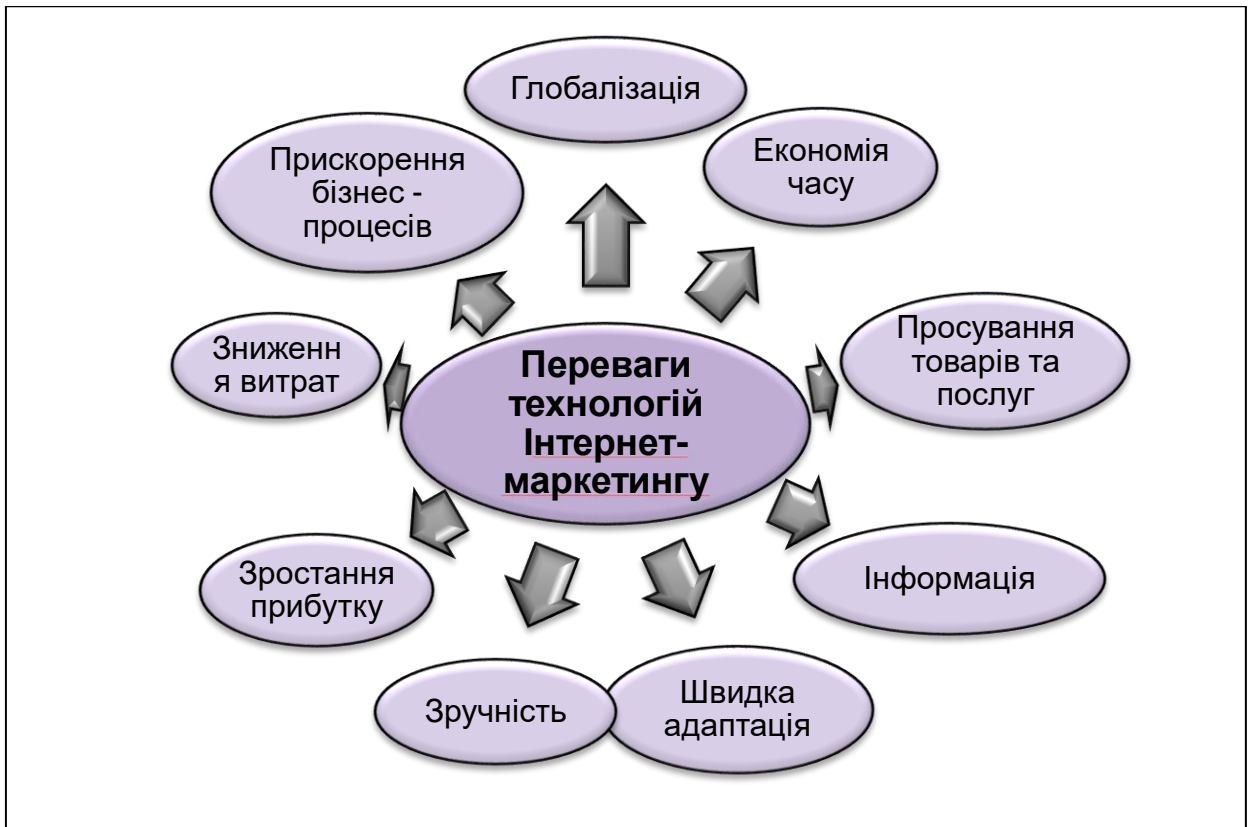 Глобалізація
Економія
часу
Прискорення
бізнес -
процесів
Просування
товарів та
послуг
Зниженн
я витрат
Переваги
технологій
Інтернет-
маркетингу
Інформація
Зростання
прибутку
Швидка
адаптація
Зручність